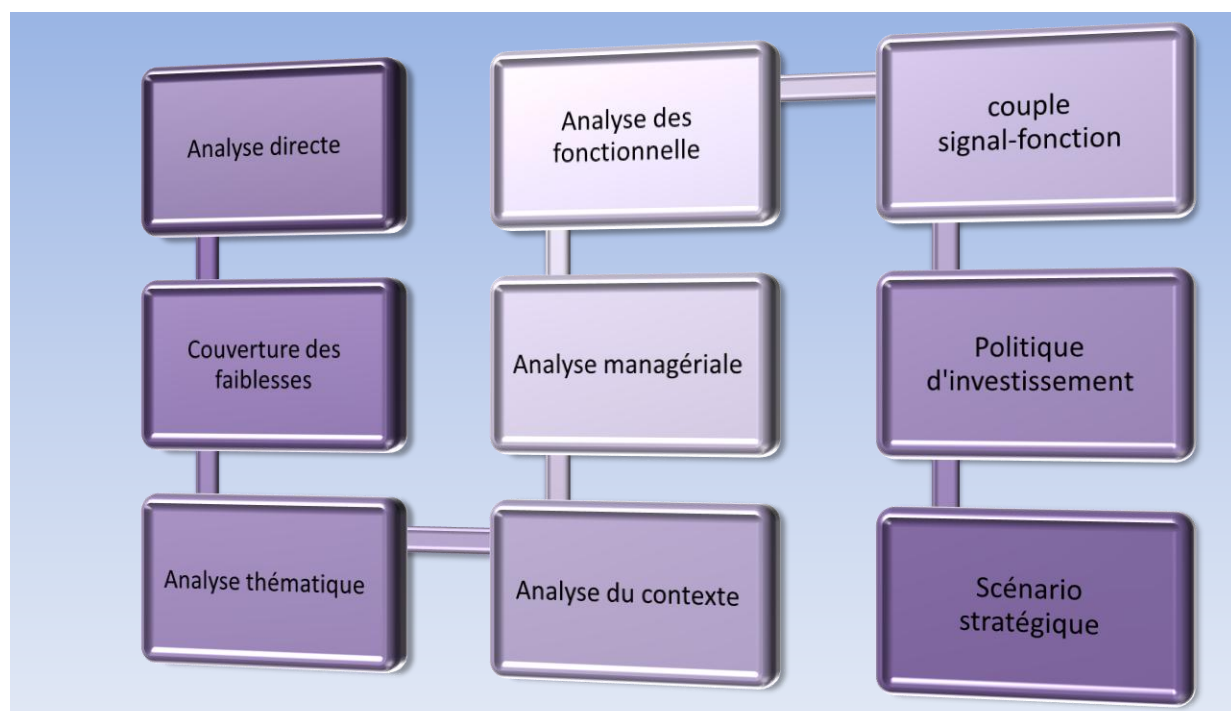 Analyse directe
Couverture des
faiblesses
Analyse thématique
Analyse du contexte
Analyse managériale
Analyse des
fonctionnelle
couple
signal-fonction
Politique
d'investissement
Scénario
stratégique